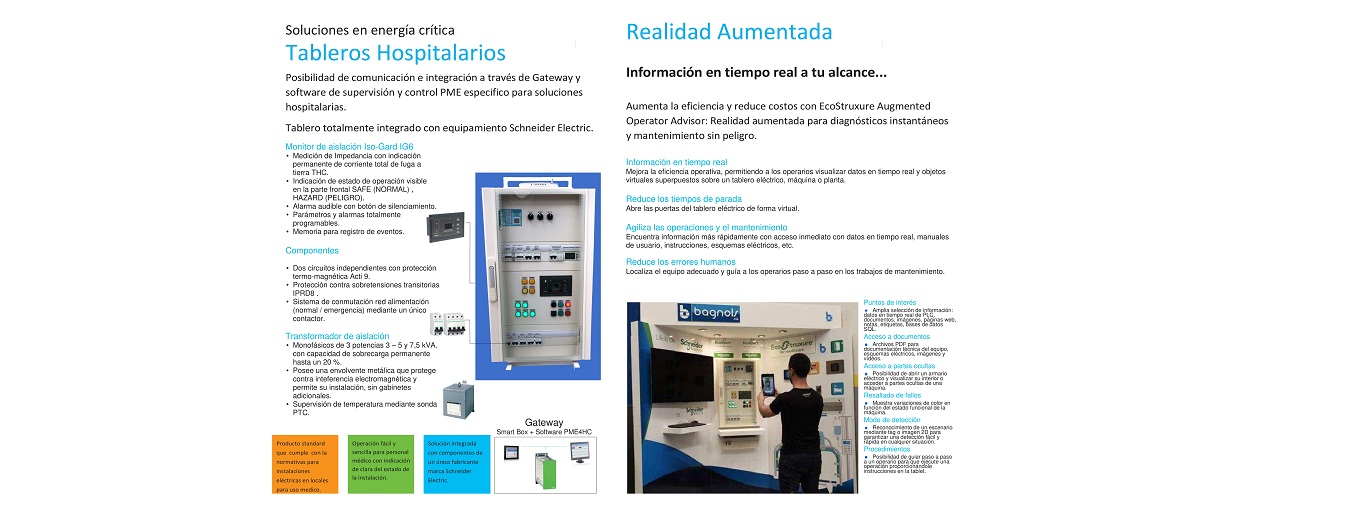 Soluciones en energía crítica
Tableros Hospitalarios
Posibilidad de comunicación e integración a través de Gateway y
software de supervisión y control PME especifico para soluciones
hospitalarias.
Tablero totalmente integrado con equipamiento Schneider Electric.
Monitor de aislación Iso-Gard IG6
• Medición de Impedancia con indicación
permanente de corriente total de fuga a
tierra THC.
• Indicación de estado de operación visible
en la parte frontal SAFE (NORMAL) ,
HAZARD (PELIGRO).
• Alarma audible con botón de silenciamiento.
• Parámetros y alarmas totalmente
programables.
• Memoria para registro de eventos.
Componentes
• Dos circuitos independientes con protección
termo-magnética Acti 9.
• Protección contra sobretensiones transitorias
IPRD8 .
• Sistema de conmutación red alimentación
(normal / emergencia) mediante un único
contactor.
Transformador de aislación
• Monofásicos de 3 potencias 3 – 5 y 7,5 kVA.
con capacidad de sobrecarga permanente
hasta un 20 %.
• Posee una envolvente metálica que protege
contra inteferencia electromagnética y
permite su instalación, sin gabinetes
adicionales.
• Supervisión de temperatura mediante sonda
PTC.
Producto standard
que cumple con la
normativas para
instalaciones
eléctricas en locales
para uso medico.
Operación fácil y
sencilla para personal
médico con indicación
de clara del estado de
la instalación.
Solución integrada
con componentes de
un único fabricante
marca Schneider
Electric.
Gateway
Smart Box + Software PME4HC
Realidad Aumentada
Información en tiempo real a tu alcance...
Aumenta la eficiencia y reduce costos con EcoStruxure Augmented
Operator Advisor: Realidad aumentada para diagnósticos instantáneos
y mantenimiento sin peligro.
Información en tiempo real
Mejora la eficiencia operativa, permitiendo a los operarios visualizar datos en tiempo real y objetos
virtuales superpuestos sobre un tablero eléctrico, máquina o planta.
Reduce los tiempos de parada
Abre las puertas del tablero eléctrico de forma virtual.
Agiliza las operaciones y el mantenimiento
Encuentra información más rápidamente con acceso inmediato con datos en tiempo real, manuales
de usuario, instrucciones, esquemas eléctricos, etc.
Reduce los errores humanos
Localiza el equipo adecuado y guía a los operarios paso a paso en los trabajos de mantenimiento.
b bagnols
Schneider
EcoStruxure
Schneider
Puntos de interés
• Amplia selección de información:
datos en tiempo real de PLC,
documentos, imágenes, páginas web,
notas, etiquetas, bases de datos
SQL.
Acceso a documentos
• Archivos PDF para
documentación técnica del equipo,
esquemas eléctricos, imágenes y
vídeos.
Acceso a partes ocultas
• Posibilidad de abrir un armario
eléctrico y visualizar su interior o
acceder a partes ocultas de una
máquina.
Resaltado de fallos
• Muestra variaciones de color en
función del estado funcional de la
máquina.
Modo de detección
• Reconocimiento de un escenario
mediante tag o imagen 2D para
garantizar una detección fácil y
rápida en cualquier situación.
Procedimientos
• Posibilidad de guiar paso a paso
a un operario para que ejecute una
operación proporcionándole
instrucciones en la tablet.